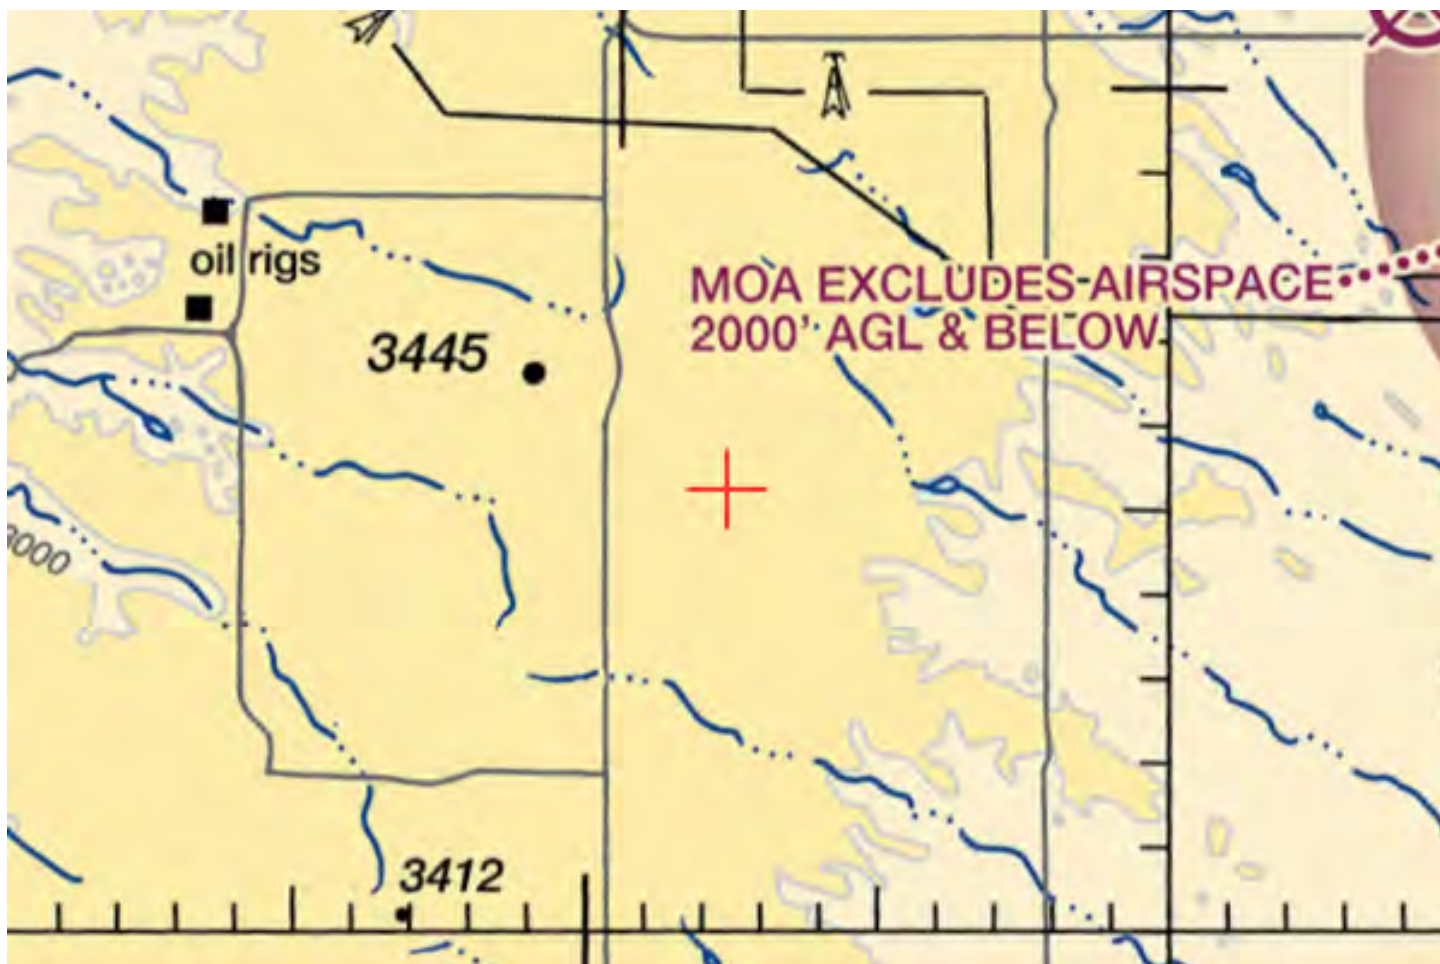 oil rigs
MOA EXCLUDES AIRSPACE
2000' AGL & BELOW
3445
3412